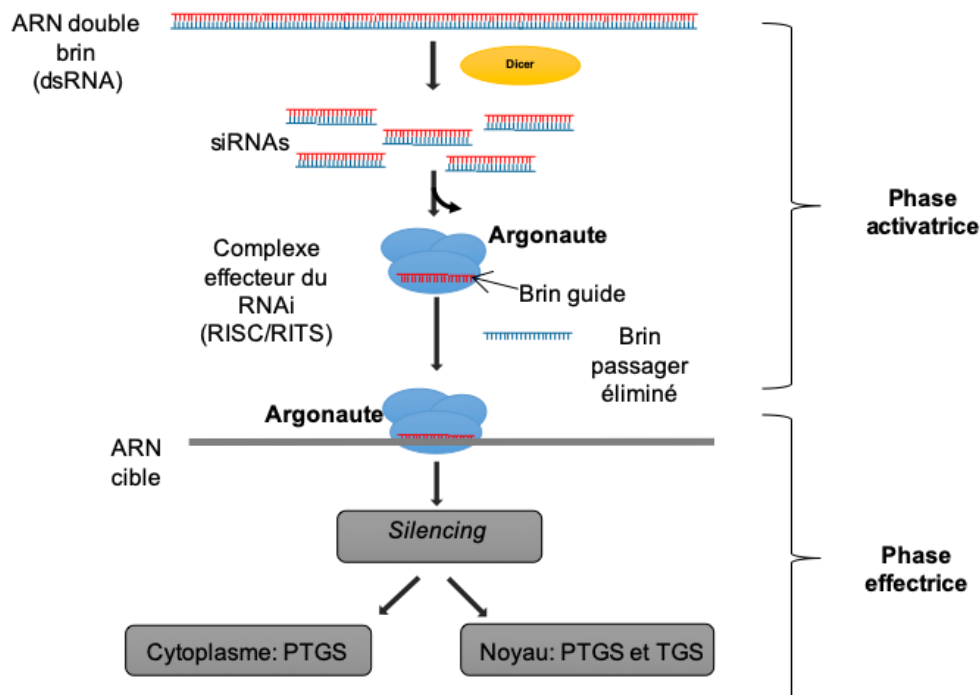 ARN double
brin
(dsRNA)
Dicer
siRNAs
Phase
activatrice
Argonaute
Complexe
effecteur du
RNAi
(RISC/RITS)
Brin guide
Brin
passager
éliminé
Argonaute
ARN
cible
Silencing
Phase
effectrice
Cytoplasme: PTGS
Noyau: PTGS et TGS